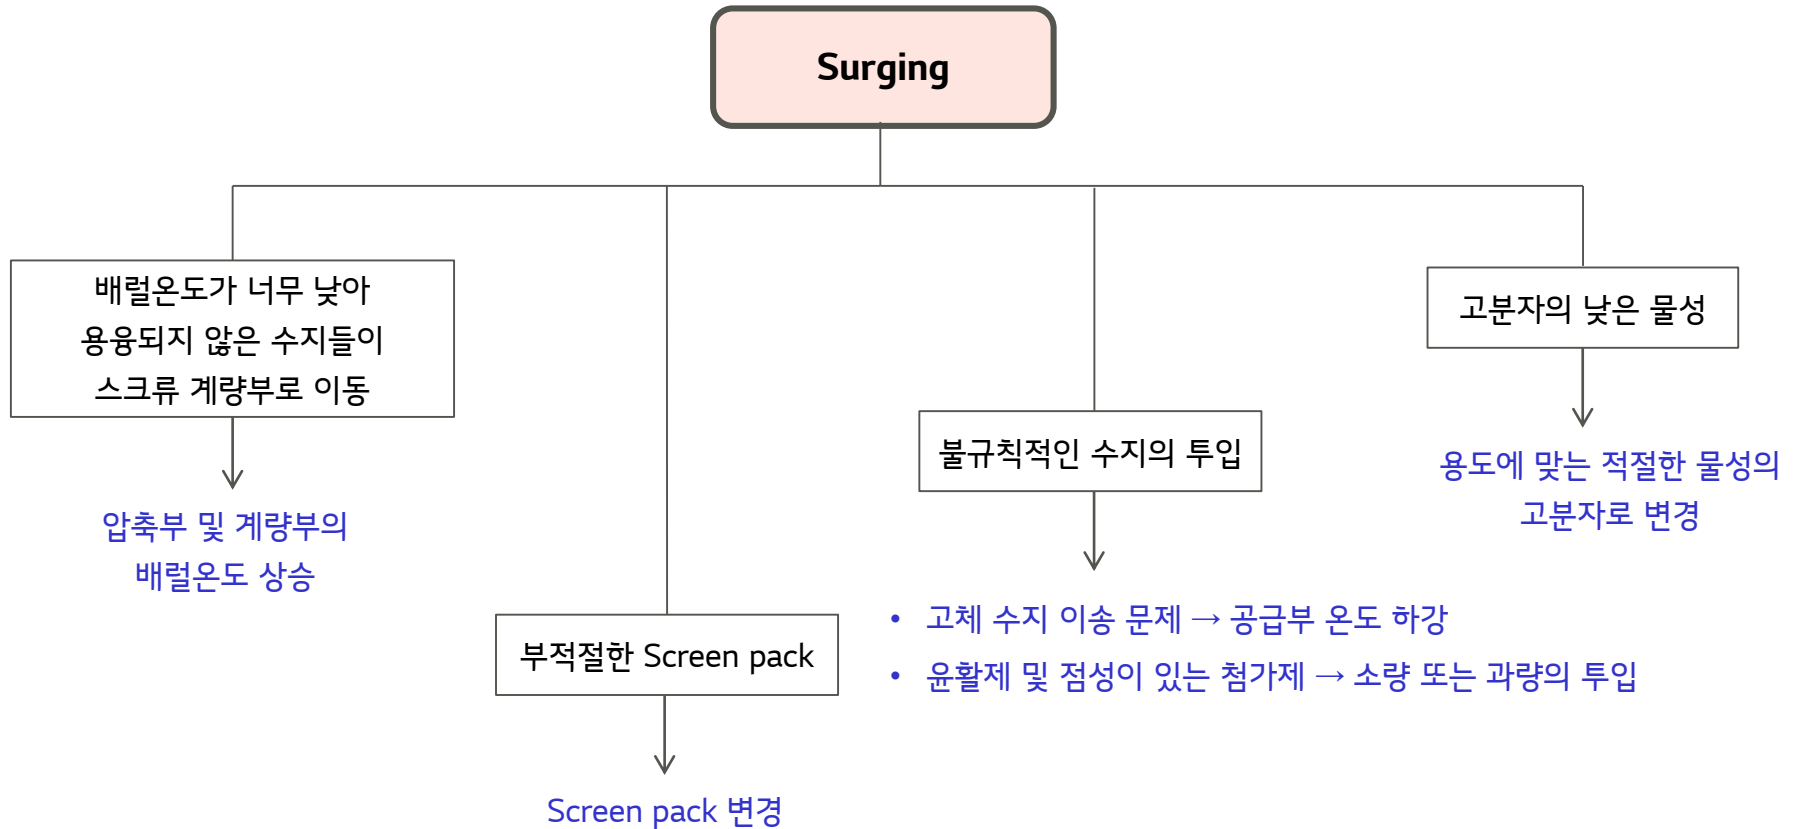 Surging
배럴온도가 너무 낮아
용융되지 않은 수지들이
스크류 계량부로 이동
압축부 및 계량부의
배럴온도 상승
부적절한 Screen pack
Screen pack 변경
불규칙적인 수지의 투입
• 고체 수지 이송 문제 → 공급부 온도 하강
• 윤활제 및 점성이 있는 첨가제 → 소량 또는 과량의 투입
고분자의 낮은 물성
용도에 맞는 적절한 물성의
고분자로 변경